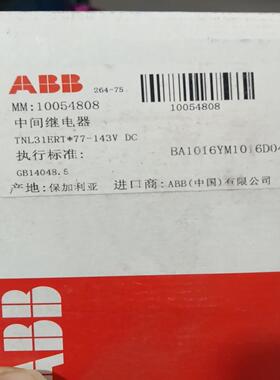 ABB
264-75
MM:10054808
10054808
中间继电器
TNL31ERT*77-143V DC
执行标准:
BA1016YM1016D04
GB14048.5
产地:保加利亚 进口商:ABB(中国)有限公司
ABB